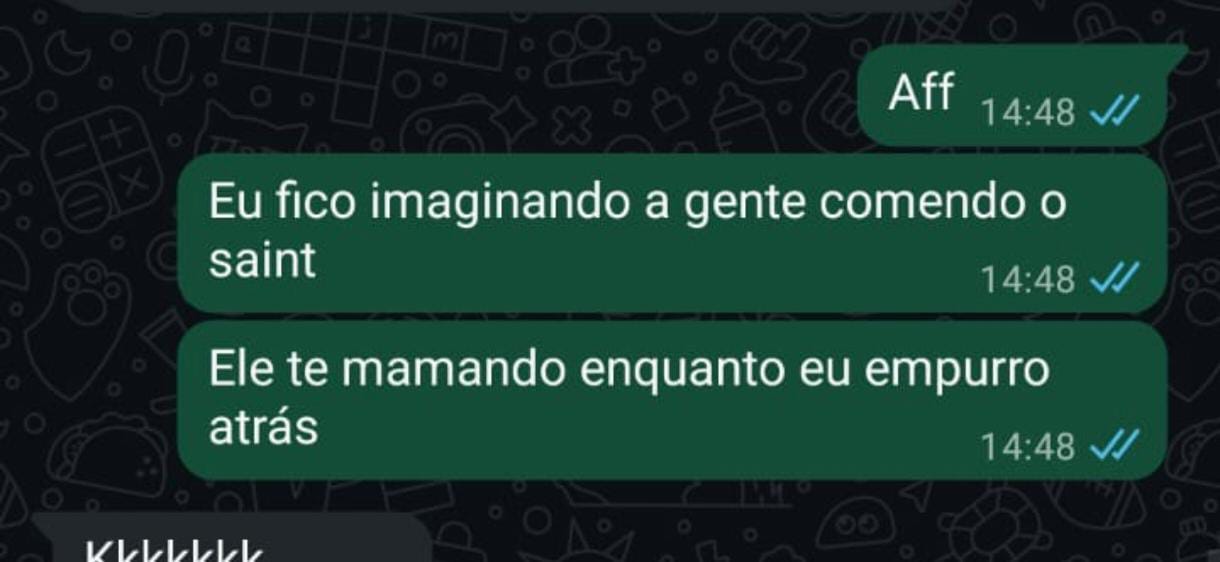 Aff 14:48
Eu fico imaginando a gente comendo o
saint
14:48
Ele te mamando enquanto eu empurro
atrás
14:48
Kkkkkkk